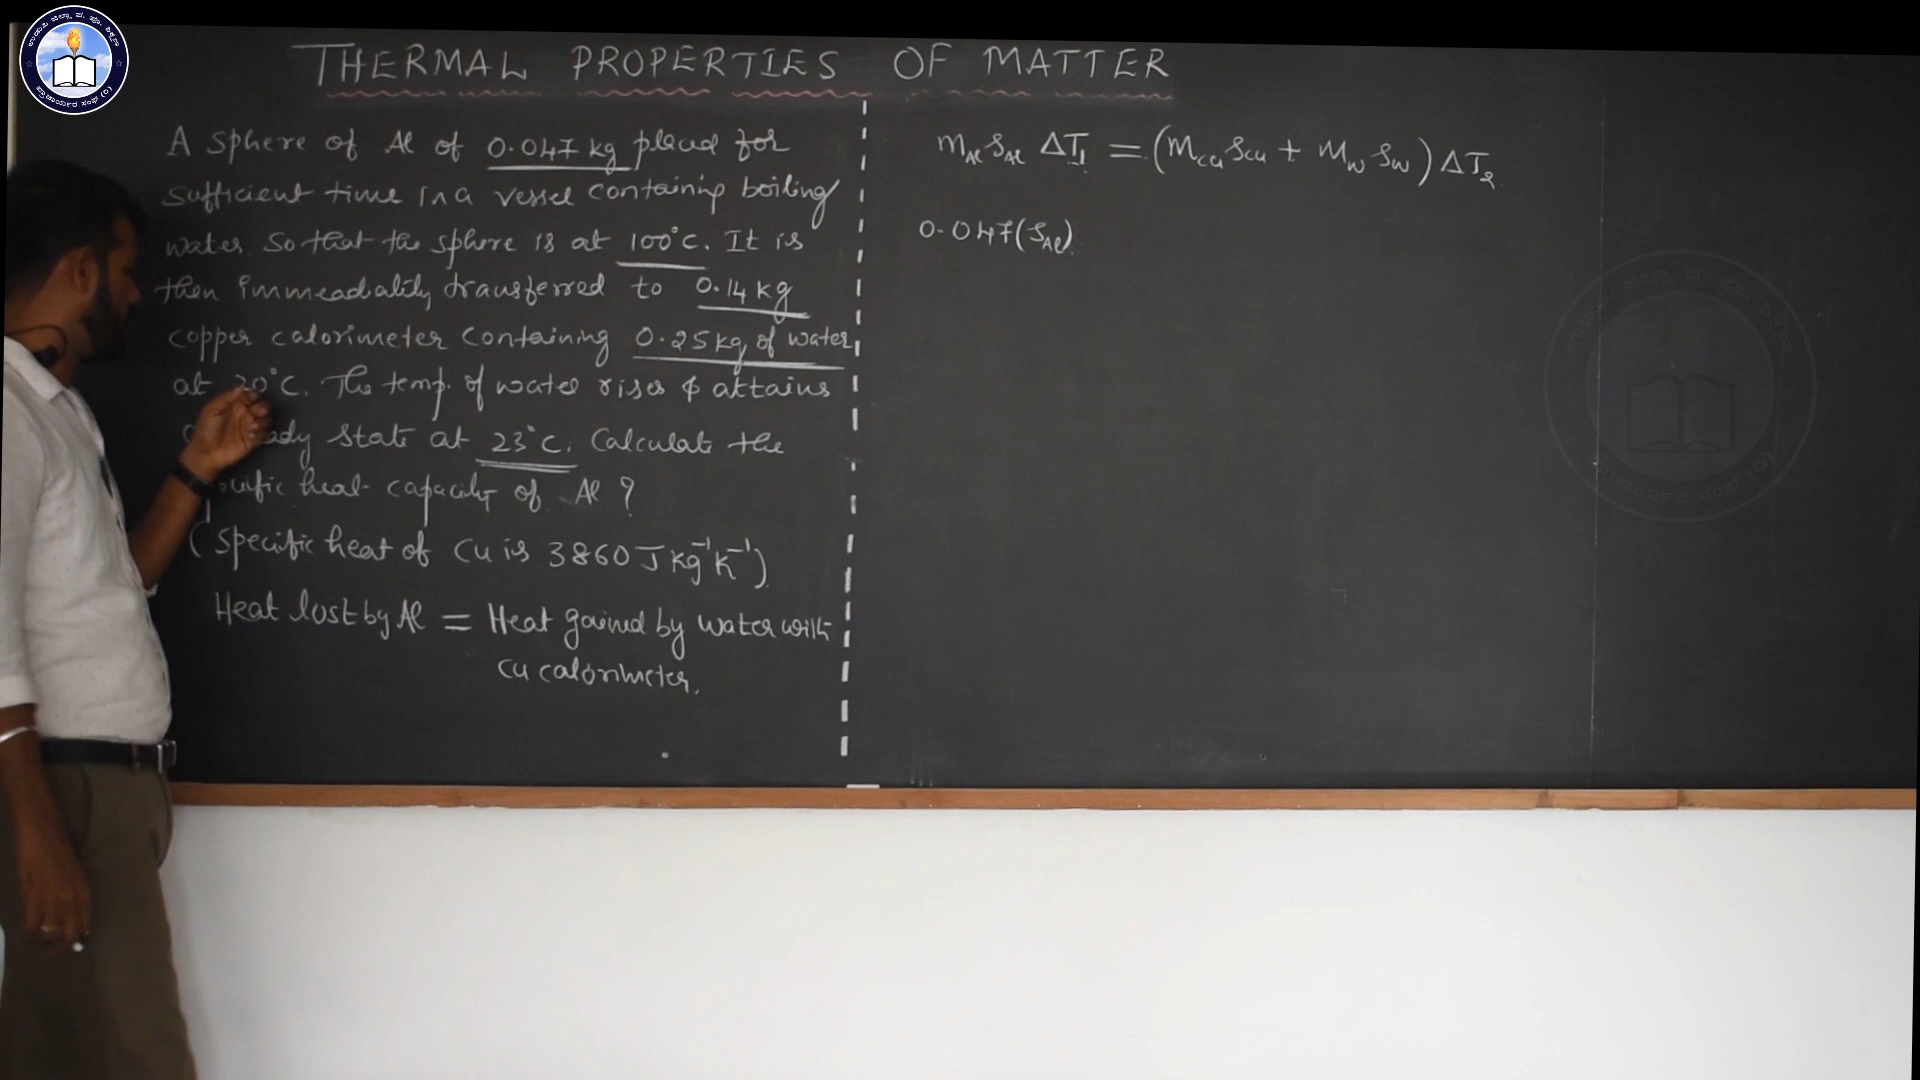 THERMAL PROPERTIES OF MATTER
A Sphere of Al of 0.047 kg placed for
Sufficient time in a vessel containing boiling
water. So that the sphere is at 100°C. It is
then immeadiality transferred to 0.14 kg
copper calorimeter containing 0.25 kg of water
at 20°C. The temp. of water rises & attains
state at 23°C. Calculate the
heat capacity of Al ?
(Specific heat of Cu is 3860 J kg⁻¹ K⁻¹)
Heat lost by Al = Heat gained by water with
Cu calorimeter.
m_Al s_Al ΔT₁ = (m_cu s_cu + m_w s_w) ΔT₂
0.047(s_Al)